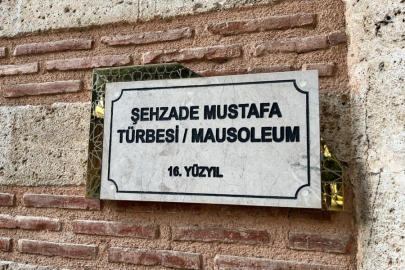 ŞEHZADE MUSTAFA
TÜRBESİ / MAUSOLEUM
16. YÜZYIL